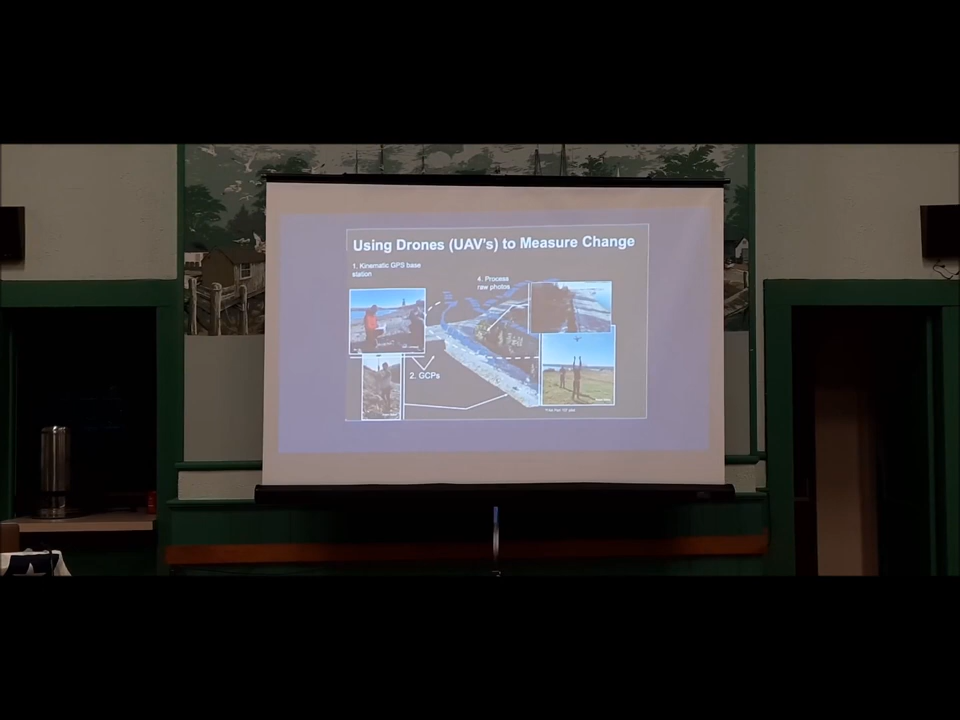 Using Drones (UAV's) to Measure Change
1. Kinematic GPS base
station
4. Process
raw photos
2. GCPs